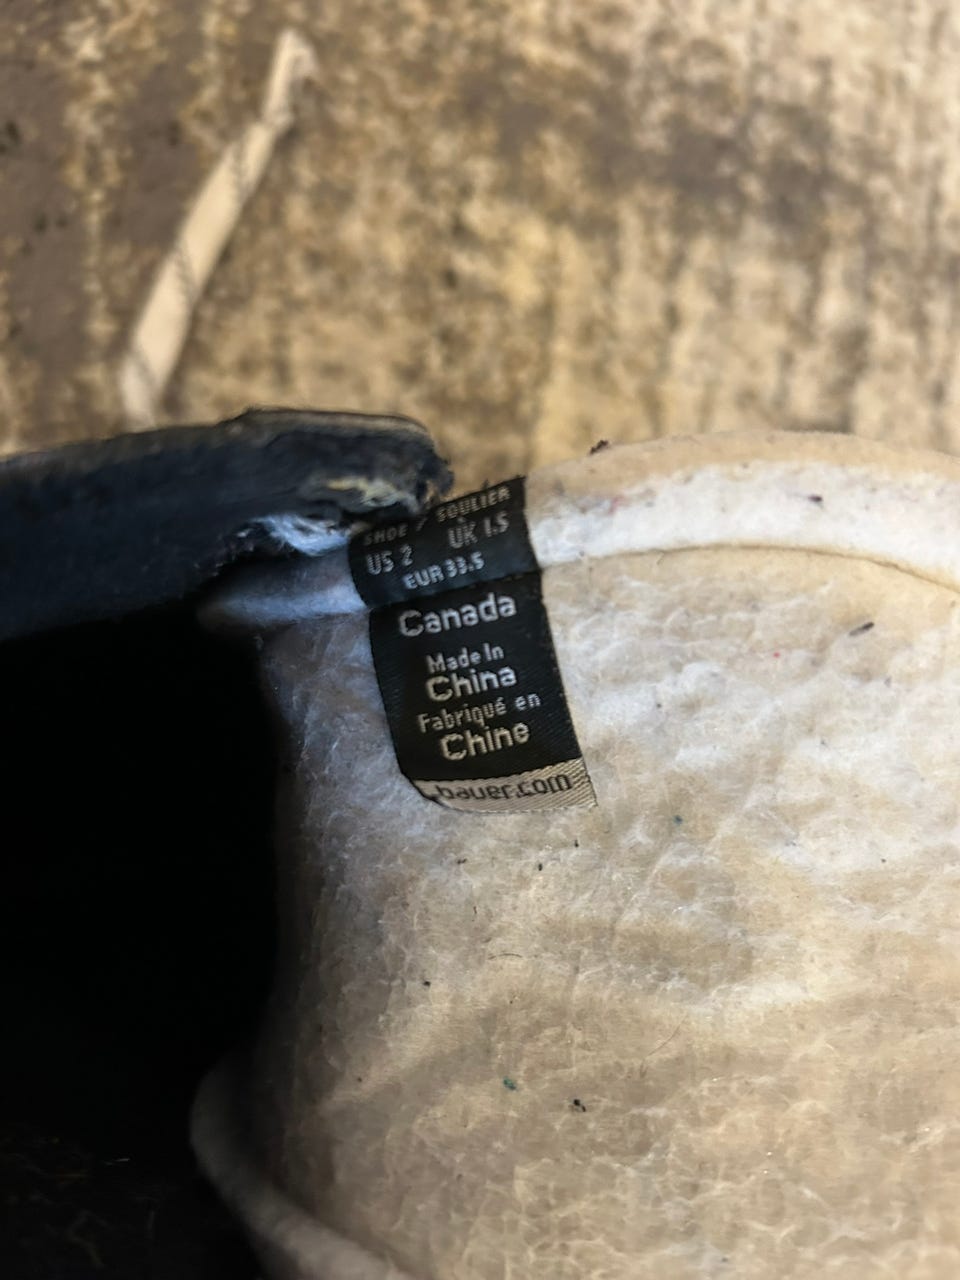 SHOE / SOULIER
US 2 UK 1.5
EUR 33.5
Canada
Made In
China
Fabriqué en
Chine
bauer.com